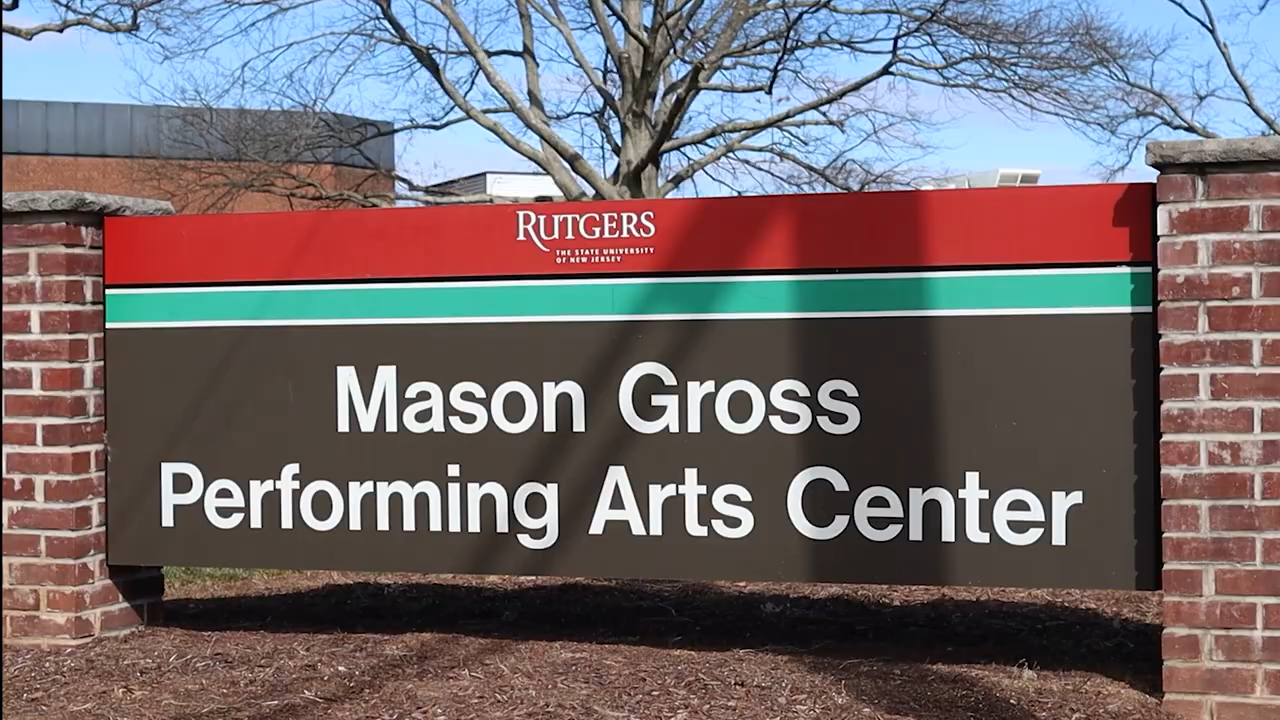 RUTGERS
THE STATE UNIVERSITY
OF NEW JERSEY
Mason Gross
Performing Arts Center